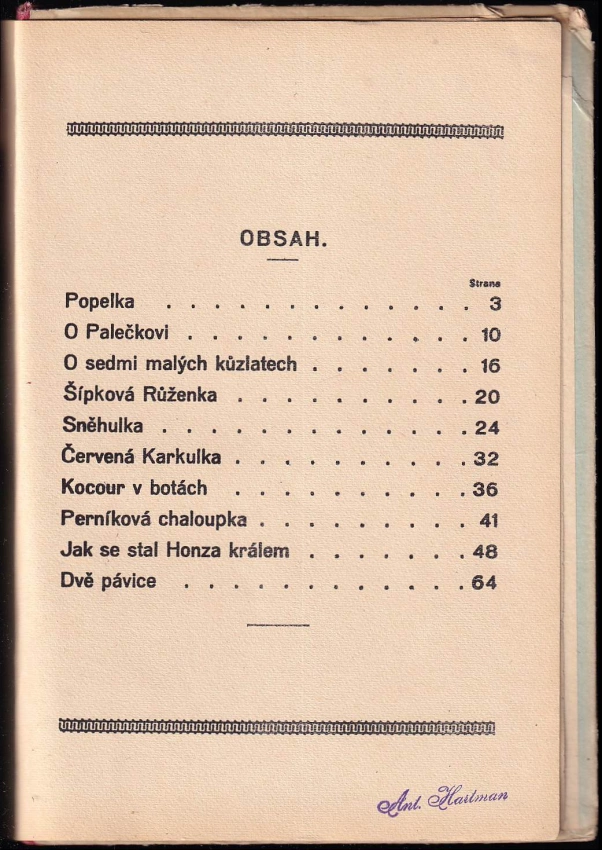 OBSAH.
Strana
Popelka . . . . . . . . . . . . . 3
O Palečkovi . . . . . . . . . . . . 10
O sedmi malých kůzlatech . . . . . . . 16
Šípková Růženka . . . . . . . . . . 20
Sněhulka . . . . . . . . . . . . . 24
Červená Karkulka . . . . . . . . . . 32
Kocour v botách . . . . . . . . . . 36
Perníková chaloupka . . . . . . . . . 41
Jak se stal Honza králem . . . . . . . 48
Dvě pávice . . . . . . . . . . . . 64
Ant. Hartman